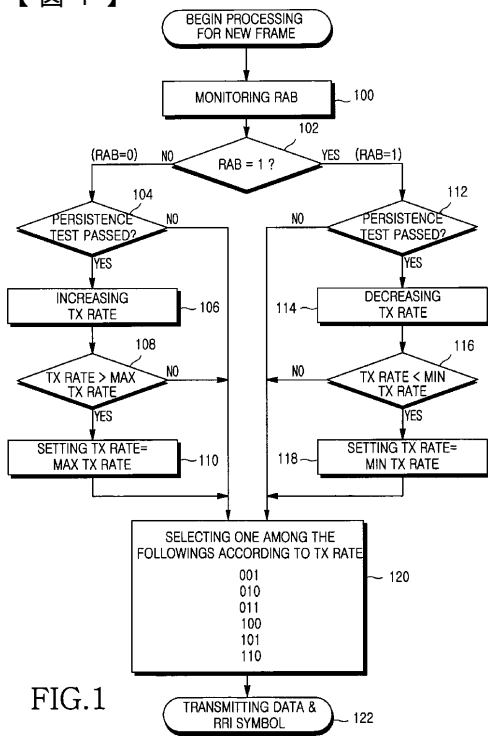 【図1】
BEGIN PROCESSING
FOR NEW FRAME
MONITORING RAB
100
102
(RAB=0) NO
RAB = 1 ?
YES (RAB=1)
104
PERSISTENCE
TEST PASSED?
NO
YES
112
NO
PERSISTENCE
TEST PASSED?
YES
INCREASING
TX RATE
106
114
DECREASING
TX RATE
108
TX RATE > MAX
TX RATE
NO
YES
116
NO
TX RATE < MIN
TX RATE
YES
SETTING TX RATE=
MAX TX RATE
110
118
SETTING TX RATE=
MIN TX RATE
SELECTING ONE AMONG THE
FOLLOWINGS ACCORDING TO TX RATE
001
010
011
100
101
110
120
FIG.1
TRANSMITTING DATA &
RRI SYMBOL
122